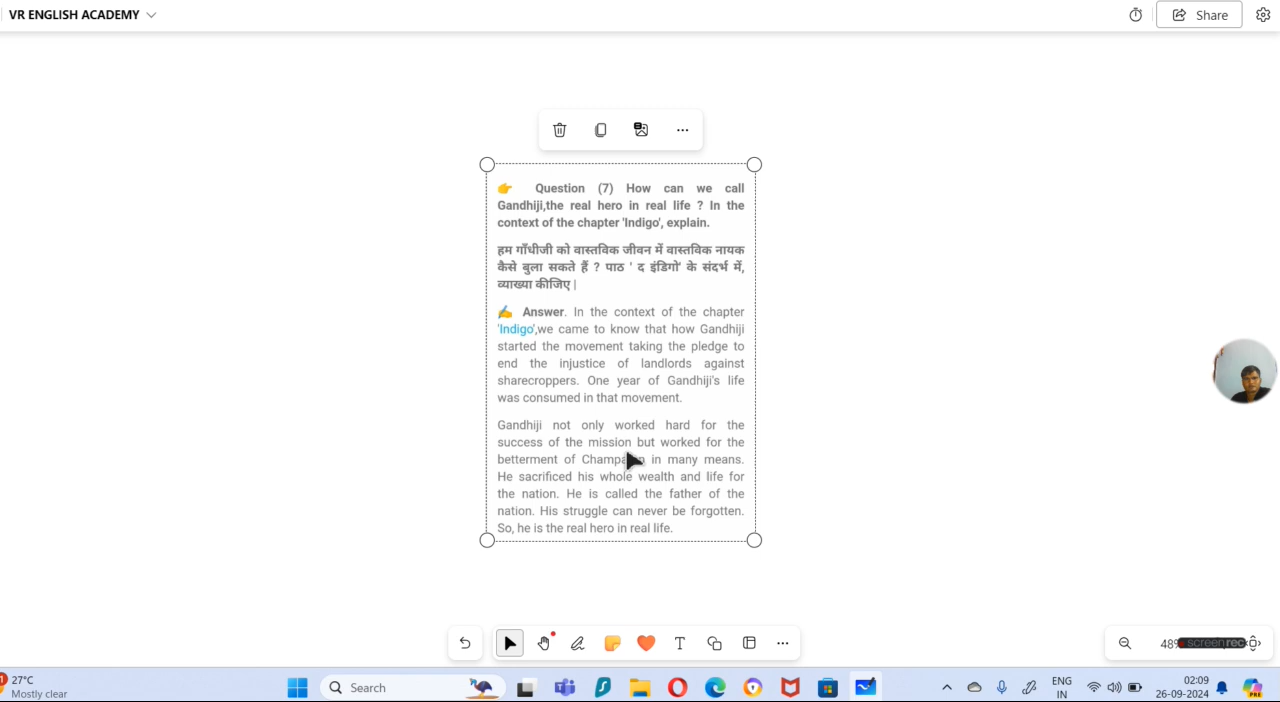 VR ENGLISH ACADEMY
Share
👉 Question (7) How can we call
Gandhiji,the real hero in real life ? In the
context of the chapter 'Indigo', explain.
हम गाँधीजी को वास्तविक जीवन में वास्तविक नायक
कैसे बुला सकते हैं ? पाठ ' द इंडिगो' के संदर्भ में,
व्याख्या कीजिए |
✍️ Answer. In the context of the chapter
'Indigo',we came to know that how Gandhiji
started the movement taking the pledge to
end the injustice of landlords against
sharecroppers. One year of Gandhiji's life
was consumed in that movement.
Gandhiji not only worked hard for the
success of the mission but worked for the
betterment of in many means.
He sacrificed his whole wealth and life for
the nation. He is called the father of the
nation. His struggle can never be forgotten.
So, he is the real hero in real life.
screenrec
1
27°C
Mostly clear
Search
PRE
ENG
IN
02:09
26-09-2024